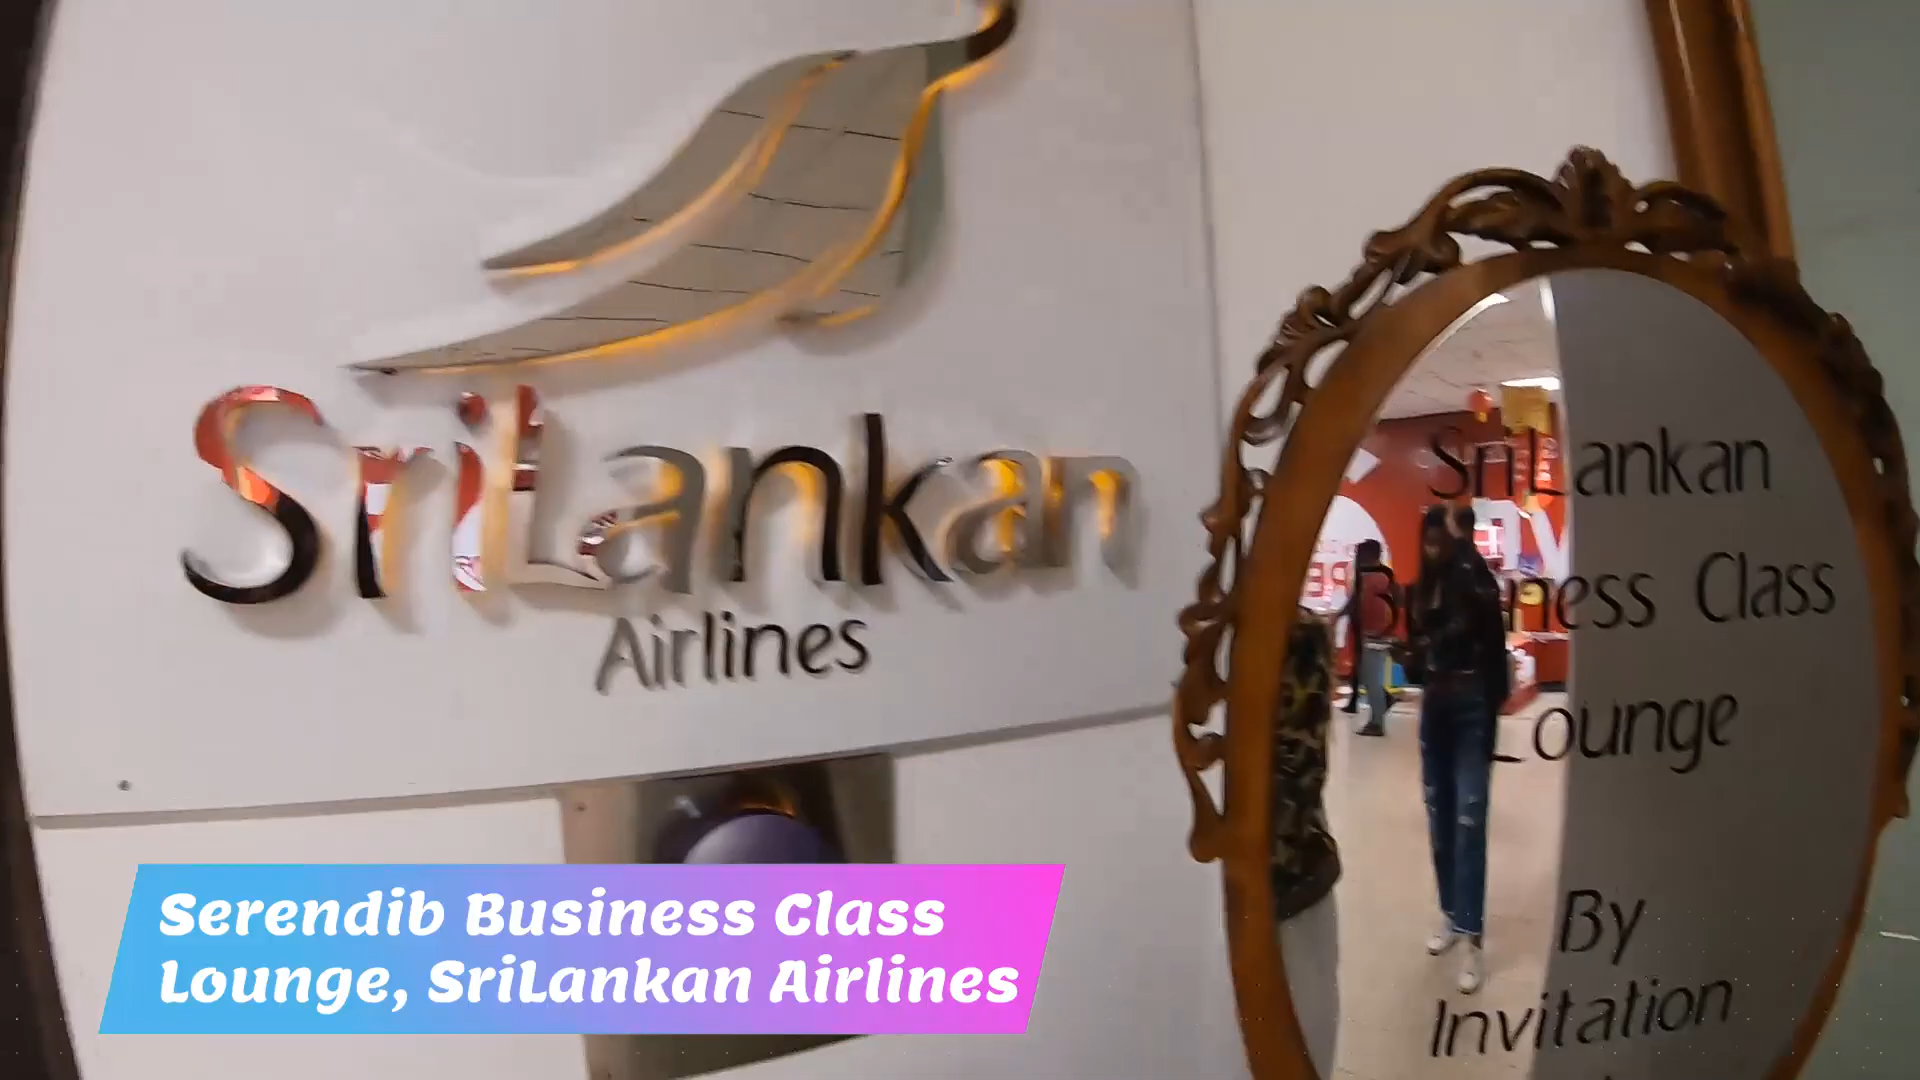 SriLankan
Airlines
SriLankan
Business Class
Lounge
By
Invitation
Serendib Business Class
Lounge, SriLankan Airlines